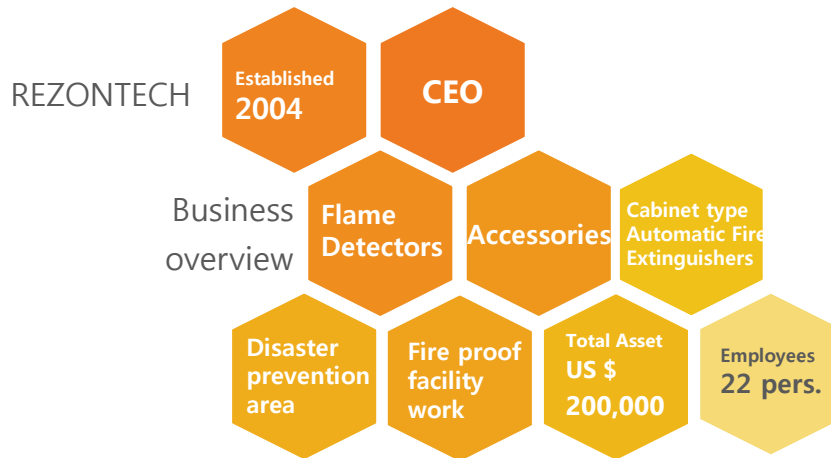 REZONTECH
Established
2004
CEO
Business
overview
Flame
Detectors
Accessories
Cabinet type
Automatic Fire
Extinguishers
Disaster
prevention
area
Fire proof
facility
work
Total Asset
US $
200,000
Employees
22 pers.